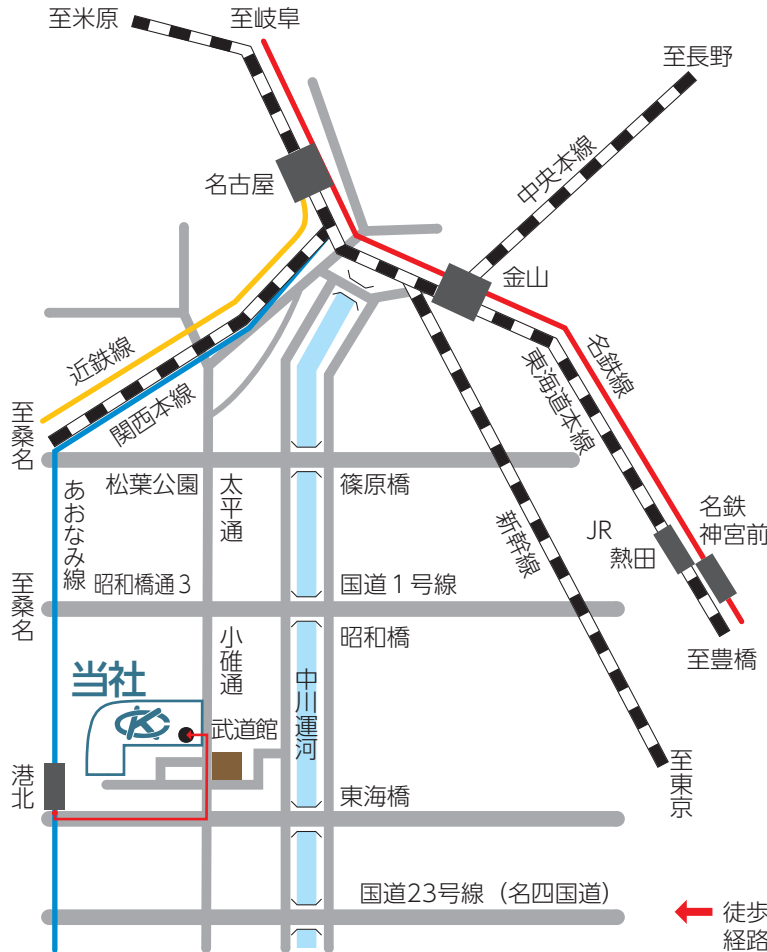 至米原
至岐阜
至長野
中央本線
名古屋
金山
近鉄線
関西本線
名鉄線
東海道本線
至桑名
松葉公園
太平通
篠原橋
あおなみ線
新幹線
JR
熱田
名鉄
神宮前
至桑名
昭和橋通3
国道1号線
小碓通
昭和橋
至豊橋
当社
CK
武道館
中川運河
至東京
港北
東海橋
国道23号線（名四国道）
徒歩
経路